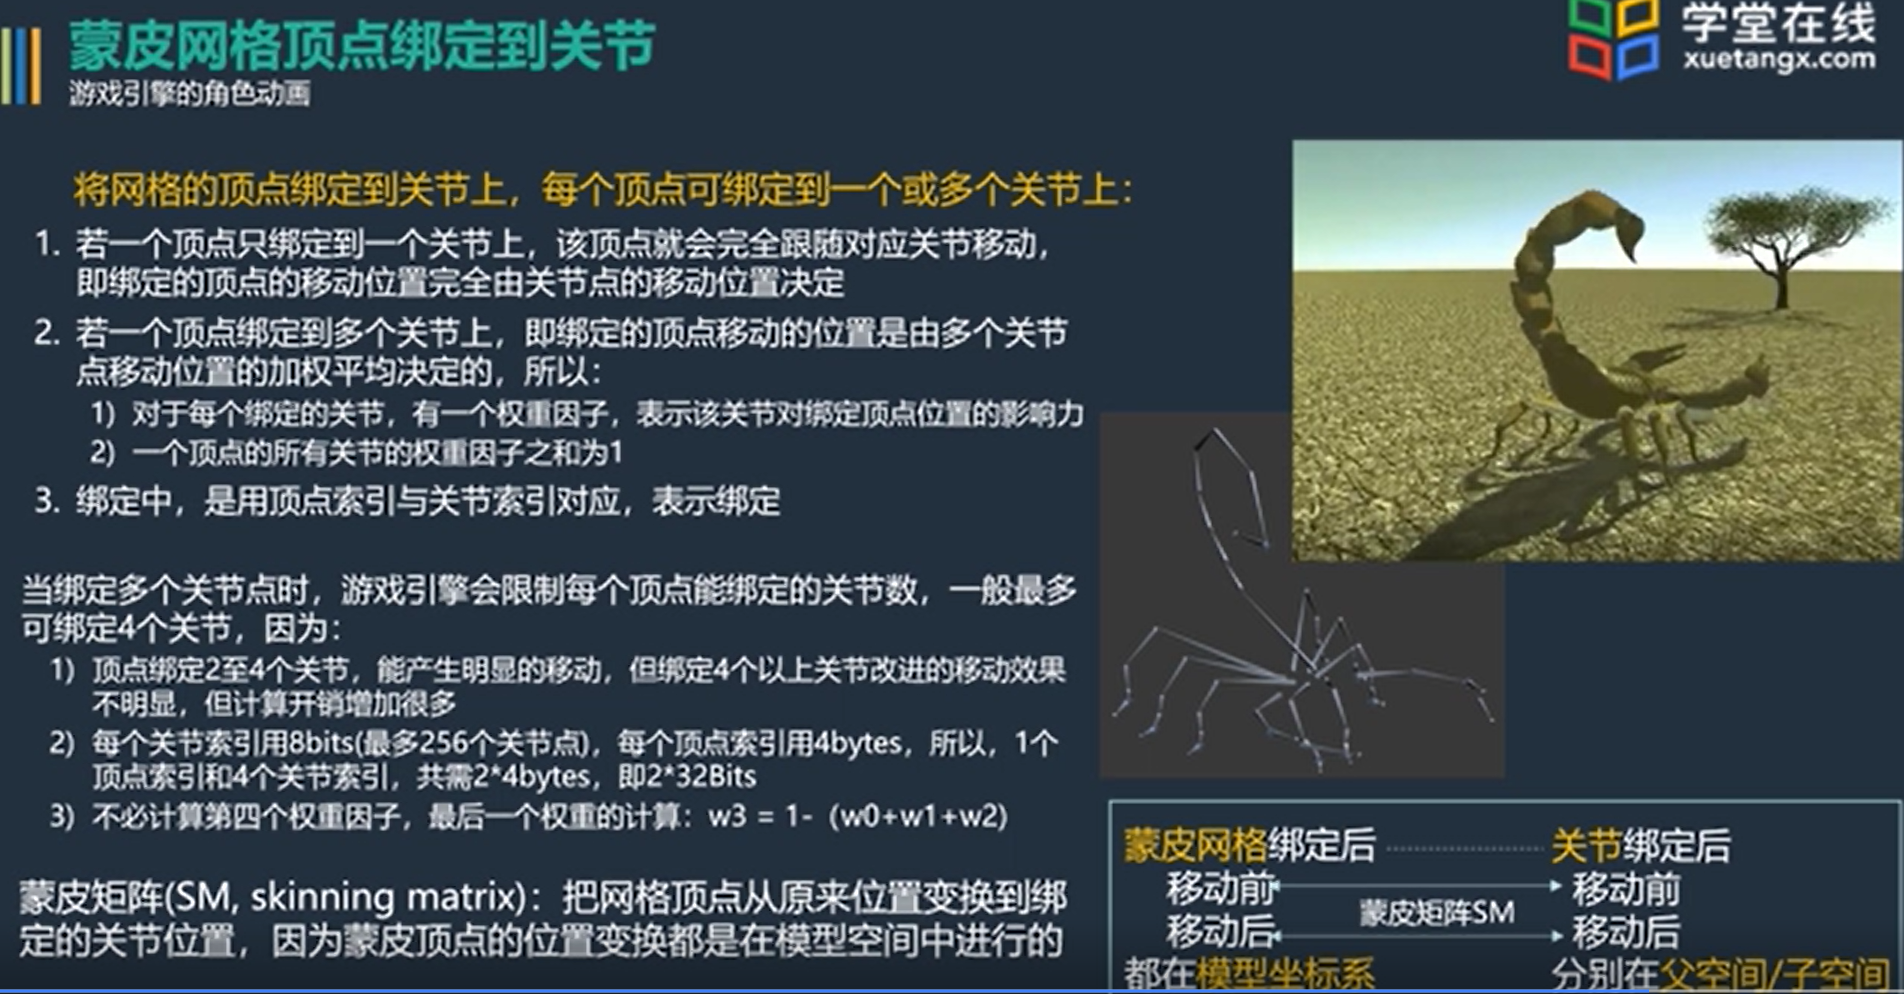 蒙皮网格顶点绑定到关节
游戏引擎的角色动画
学堂在线
xuetangx.com
将网格的顶点绑定到关节上，每个顶点可绑定到一个或多个关节上：
1. 若一个顶点只绑定到一个关节上，该顶点就会完全跟随对应关节移动，
即绑定的顶点的移动位置完全由关节点的移动位置决定
2. 若一个顶点绑定到多个关节上，即绑定的顶点移动的位置是由多个关节
点移动位置的加权平均决定的，所以：
1) 对于每个绑定的关节，有一个权重因子，表示该关节对绑定顶点位置的影响力
2) 一个顶点的所有关节的权重因子之和为1
3. 绑定中，是用顶点索引与关节索引对应，表示绑定
当绑定多个关节点时，游戏引擎会限制每个顶点能绑定的关节数，一般最多
可绑定4个关节，因为：
1) 顶点绑定2至4个关节，能产生明显的移动，但绑定4个以上关节改进的移动效果
不明显，但计算开销增加很多
2) 每个关节索引用8bits(最多256个关节点)，每个顶点索引用4bytes，所以，1个
顶点索引和4个关节索引，共需2*4bytes，即2*32Bits
3) 不必计算第四个权重因子，最后一个权重的计算：w3 = 1-（w0+w1+w2)
蒙皮矩阵(SM, skinning matrix)：把网格顶点从原来位置变换到绑
定的关节位置，因为蒙皮顶点的位置变换都是在模型空间中进行的
蒙皮网格绑定后 关节绑定后
移动前 移动前
蒙皮矩阵SM
移动后 移动后
都在模型坐标系 分别在父空间/子空间